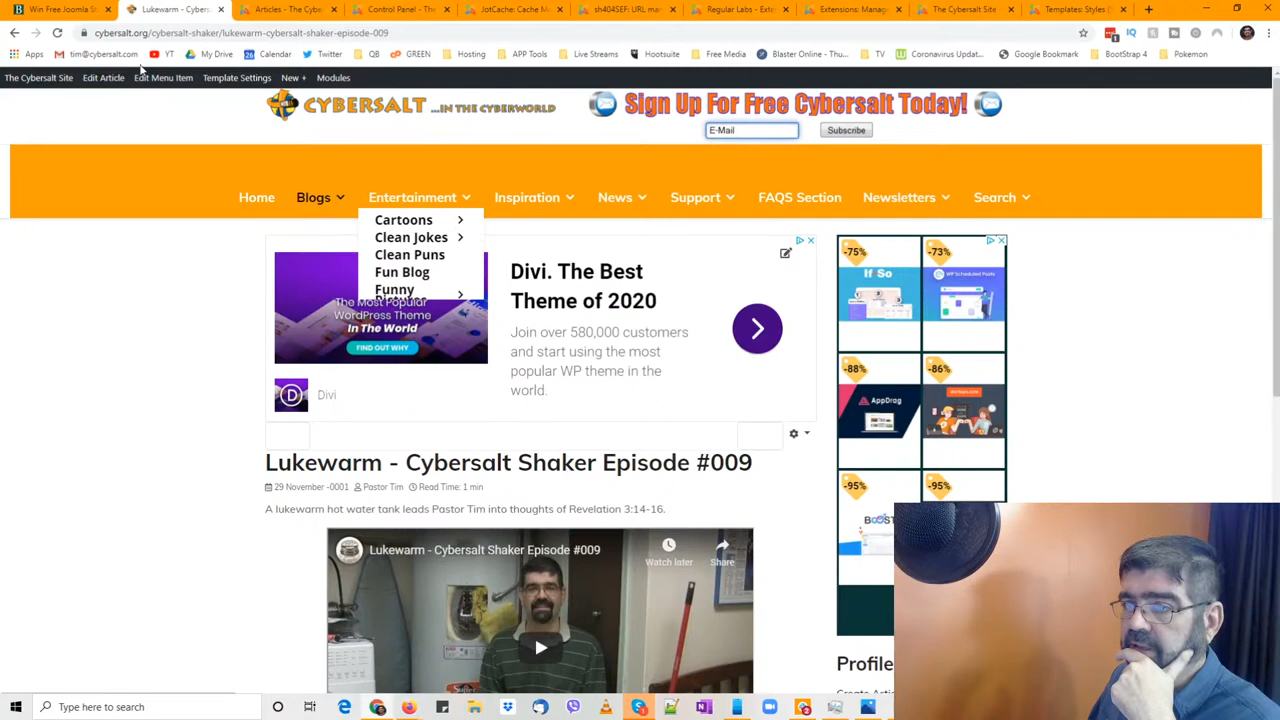 Win Free Joomla St
Lukewarm - Cybers
Articles - The Cybe
Control Panel - The
JotCache: Cache M
sh404SEF: URL man
Regular Labs - Exte
Extensions: Manag
The Cybersalt Site
Templates: Styles (
cybersalt.org/cybersalt-shaker/lukewarm-cybersalt-shaker-episode-009
Apps
tim@cybersalt.com
YT
My Drive
Calendar
Twitter
QB
GREEN
Hosting
APP Tools
Live Streams
Hootsuite
Free Media
Blaster Online - Thu...
TV
Coronavirus Updat...
Google Bookmark
BootStrap 4
Pokemon
The Cybersalt Site
Edit Article
Edit Menu Item
Template Settings
New +
Modules
CYBERSALT ...IN THE CYBERWORLD
Sign Up For Free Cybersalt Today!
E-Mail
Subscribe
Home
Blogs
Entertainment
Inspiration
News
Support
FAQS Section
Newsletters
Search
Cartoons
Clean Jokes
Clean Puns
Fun Blog
Funny
The Most Popular
WordPress Theme
In The World
FIND OUT WHY
Divi
Divi. The Best
Theme of 2020
Join over 580,000 customers
and start using the most
popular WP theme in the
world.
-75%
-73%
If So
WP Scheduled Posts
-88%
-86%
AppDrag
-95%
-95%
Lukewarm - Cybersalt Shaker Episode #009
29 November -0001
Pastor Tim
Read Time: 1 min
A lukewarm hot water tank leads Pastor Tim into thoughts of Revelation 3:14-16.
Lukewarm - Cybersalt Shaker Episode #009
Watch later
Share
Profile
Create Artic
Type here to search